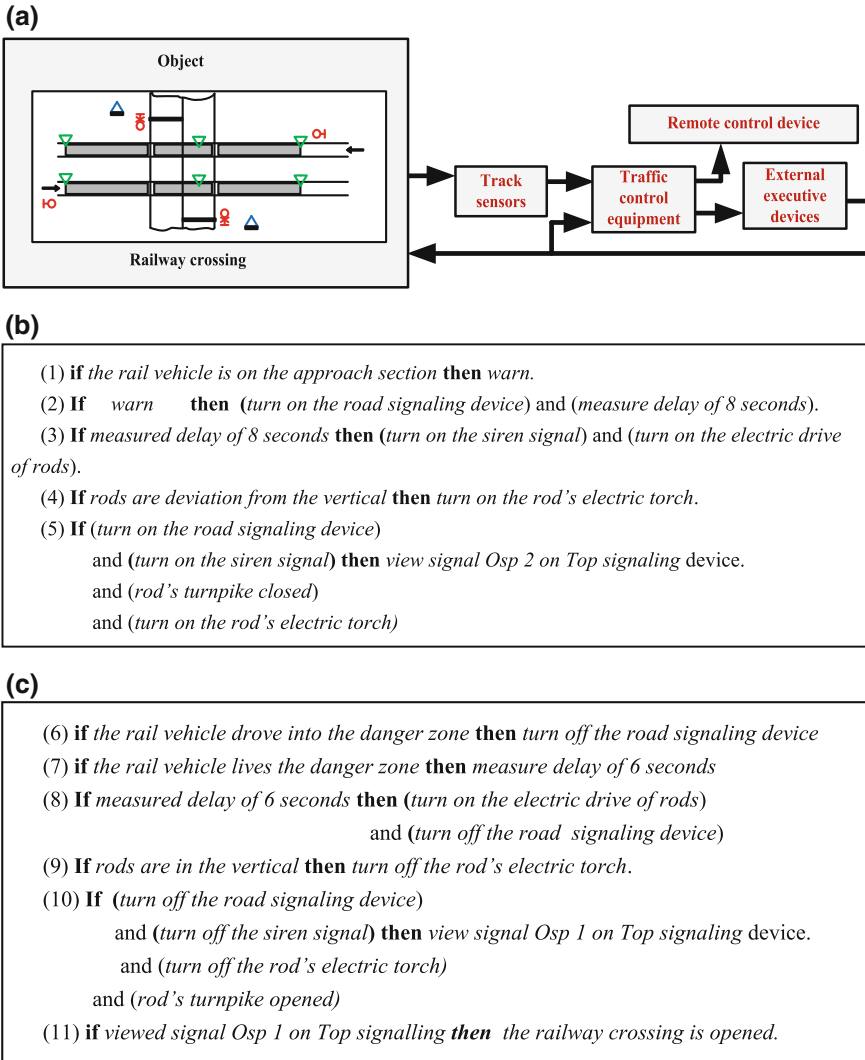 (a)
Object
Railway crossing
Track
sensors
Traffic
control
equipment
Remote control device
External
executive
devices
(b)
(1) if the rail vehicle is on the approach section then warn.
(2) If warn then (turn on the road signaling device) and (measure delay of 8 seconds).
(3) If measured delay of 8 seconds then (turn on the siren signal) and (turn on the electric drive
of rods).
(4) If rods are deviation from the vertical then turn on the rod's electric torch.
(5) If (turn on the road signaling device)
and (turn on the siren signal) then view signal Osp 2 on Top signaling device.
and (rod's turnpike closed)
and (turn on the rod's electric torch)
(c)
(6) if the rail vehicle drove into the danger zone then turn off the road signaling device
(7) if the rail vehicle lives the danger zone then measure delay of 6 seconds
(8) If measured delay of 6 seconds then (turn on the electric drive of rods)
and (turn off the road signaling device)
(9) If rods are in the vertical then turn off the rod's electric torch.
(10) If (turn off the road signaling device)
and (turn off the siren signal) then view signal Osp 1 on Top signaling device.
and (turn off the rod's electric torch)
and (rod's turnpike opened)
(11) if viewed signal Osp 1 on Top signalling then the railway crossing is opened.